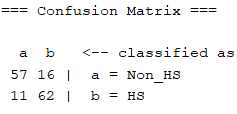 === Confusion Matrix ===
a b <-- classified as
57 16 | a = Non_HS
11 62 | b = HS